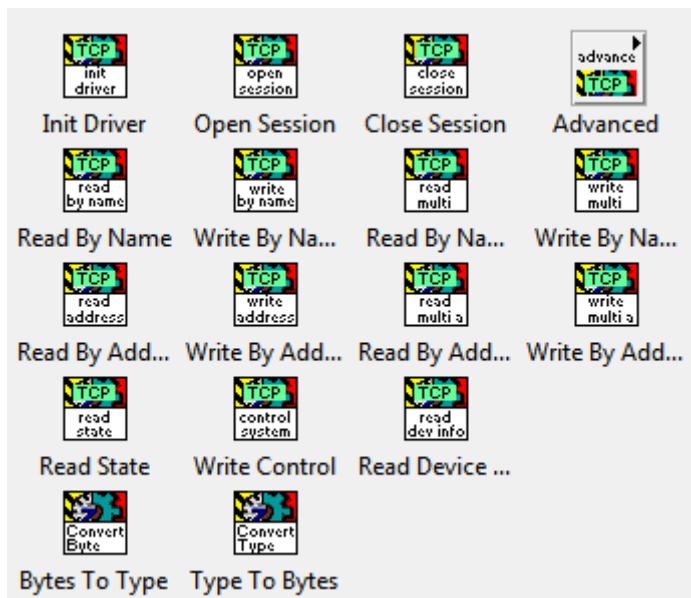 TCP TCP TCP advance
init open close TCP
driver session session
Init Driver Open Session Close Session Advanced
TCP TCP TCP TCP
read write read write
by name by name multi multi
Read By Name Write By Na... Read By Na... Write By Na...
TCP TCP TCP TCP
read write read write
address address multi a multi a
Read By Add... Write By Add... Read By Add... Write By Add...
TCP TCP TCP
read control read
state system dev info
Read State Write Control Read Device ...
Convert Convert
Byte Type
Bytes To Type Type To Bytes